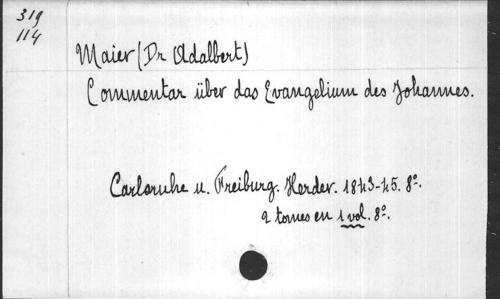 319
114
Maier (Dr Adalbert)
Commentar über das Evangelium des Johannes.
Carlsruhe u. Freiburg. Herder. 1843-45. 8°.
2 tomes en 1 vol. 8°.